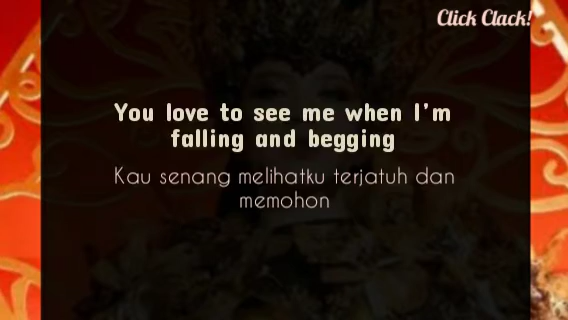 Click Clack!
You love to see me when I'm
falling and begging
Kau senang melihatku terjatuh dan
memohon